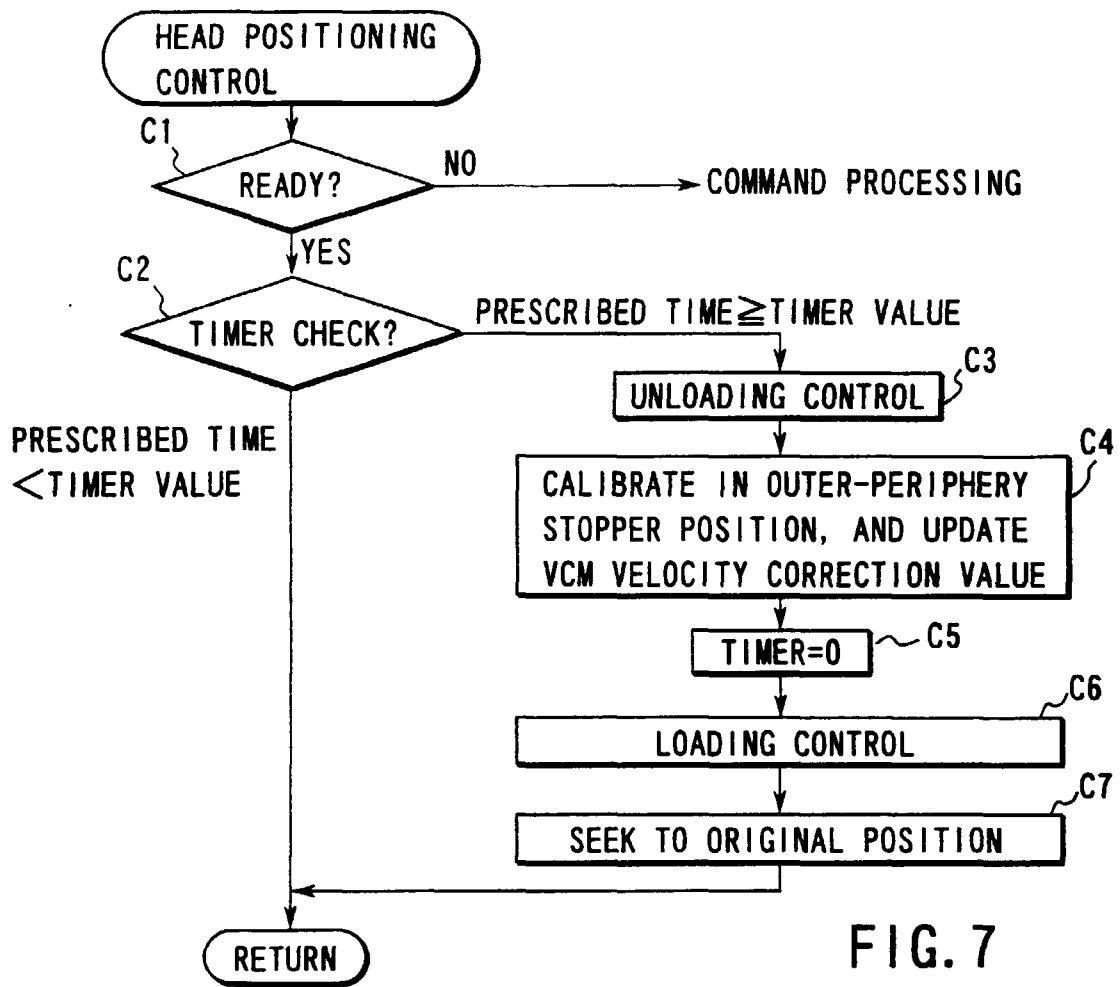 HEAD POSITIONING
CONTROL
C1
READY?
NO
COMMAND PROCESSING
YES
C2
TIMER CHECK?
PRESCRIBED TIME≧TIMER VALUE
C3
UNLOADING CONTROL
PRESCRIBED TIME
<TIMER VALUE
C4
CALIBRATE IN OUTER-PERIPHERY
STOPPER POSITION, AND UPDATE
VCM VELOCITY CORRECTION VALUE
TIMER=0
C5
C6
LOADING CONTROL
C7
SEEK TO ORIGINAL POSITION
RETURN
FIG. 7